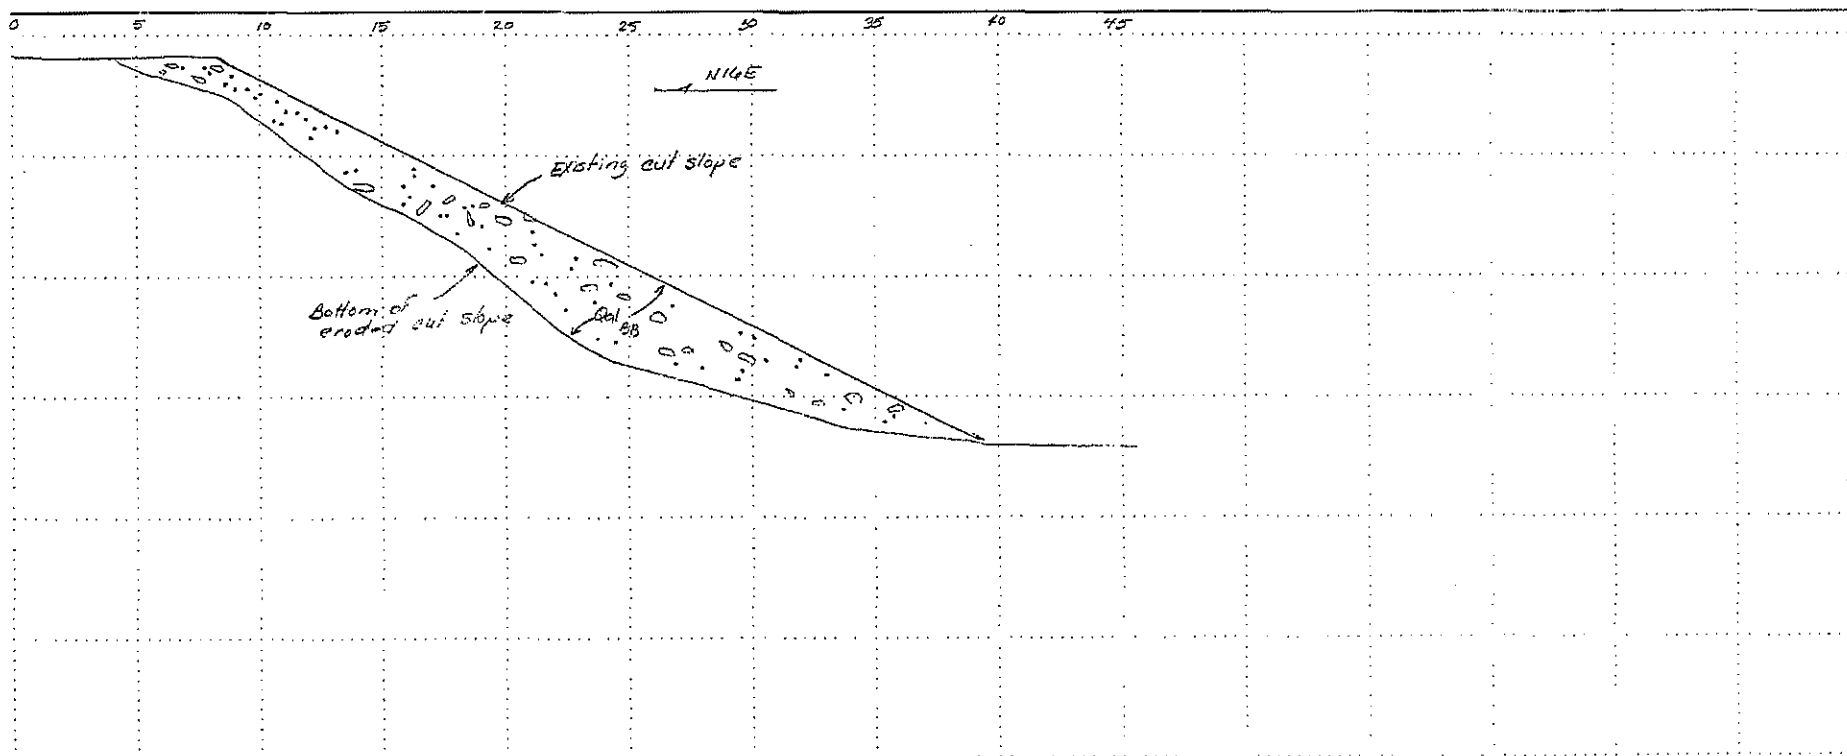 0 5 10 15 20 25 30 35 40 45
N16E
Existing cut slope
Bottom of
eroded cut slope
Qal
BB